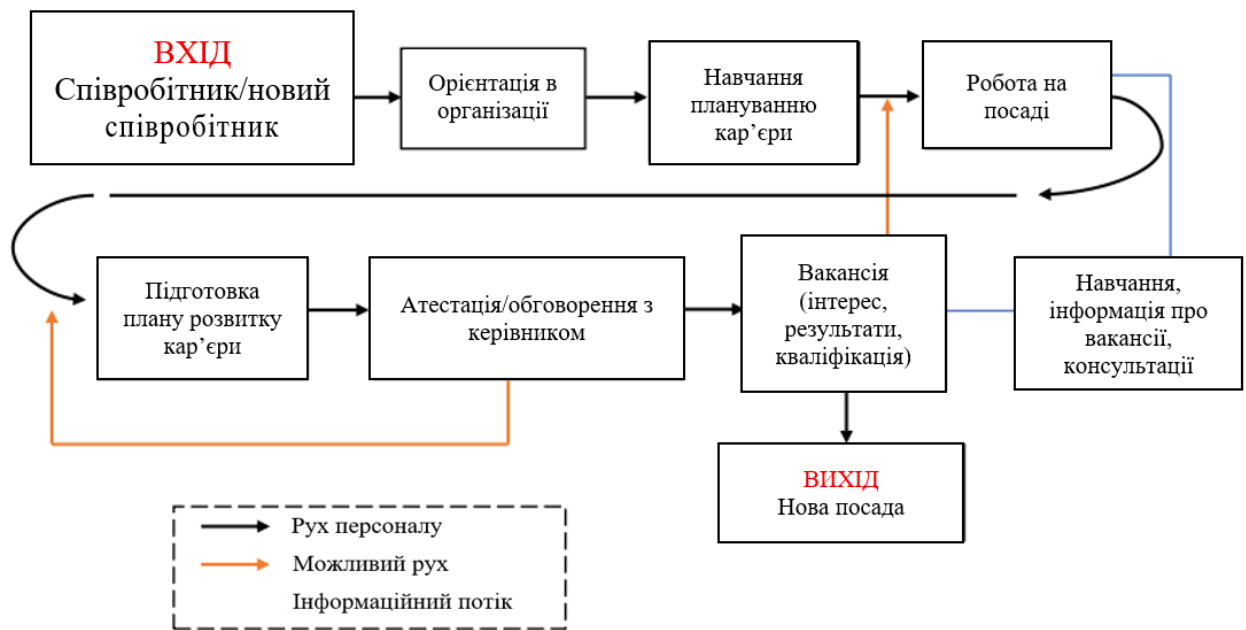 ВХІД
Співробітник/новий
співробітник
Орієнтація в
організації
Навчання
плануванню
кар’єри
Робота на
посаді
Підготовка
плану розвитку
кар’єри
Атестація/обговорення з
керівником
Вакансія
(інтерес,
результати,
кваліфікація)
Навчання,
інформація про
вакансії,
консультації
ВИХІД
Нова посада
Рух персоналу
Можливий рух
Інформаційний потік